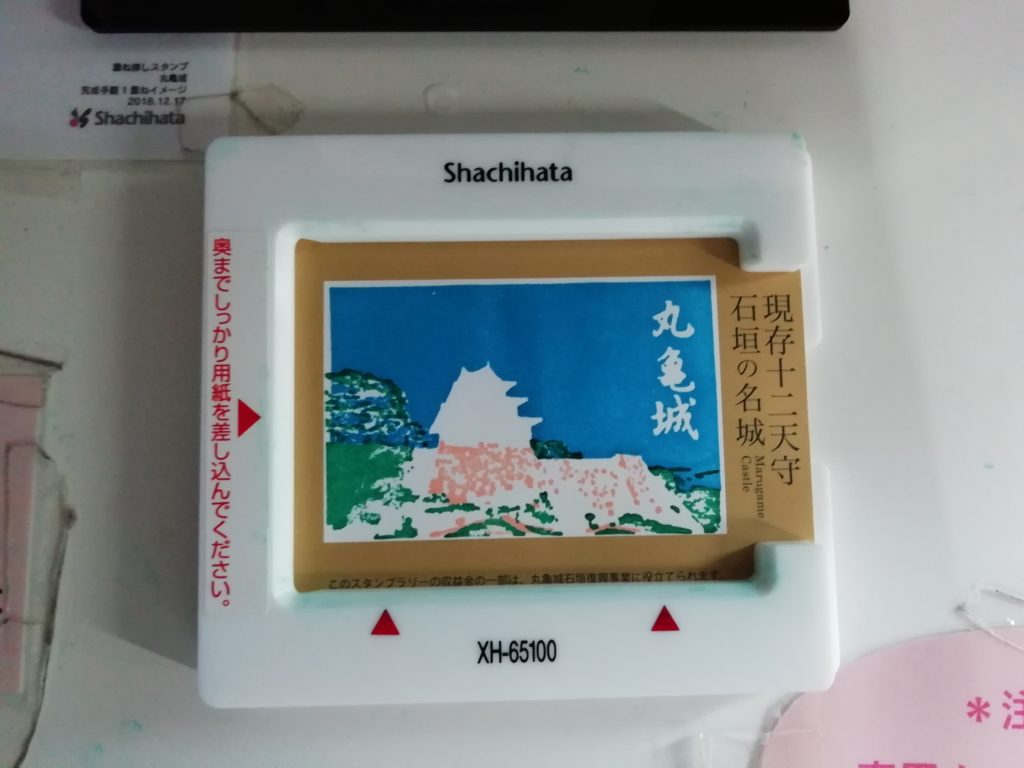 重ね捺しスタンプ
丸亀城
完成手順1重ねイメージ
2018.12.17
Shachihata
Shachihata
奥までしっかり用紙を差し込んでください。
丸亀城
現存十二天守
石垣の名城
Marugame
Castle
このスタンプラリーの収益金の一部は、丸亀城石垣復興事業に役立てられます。
XH-65100
*注